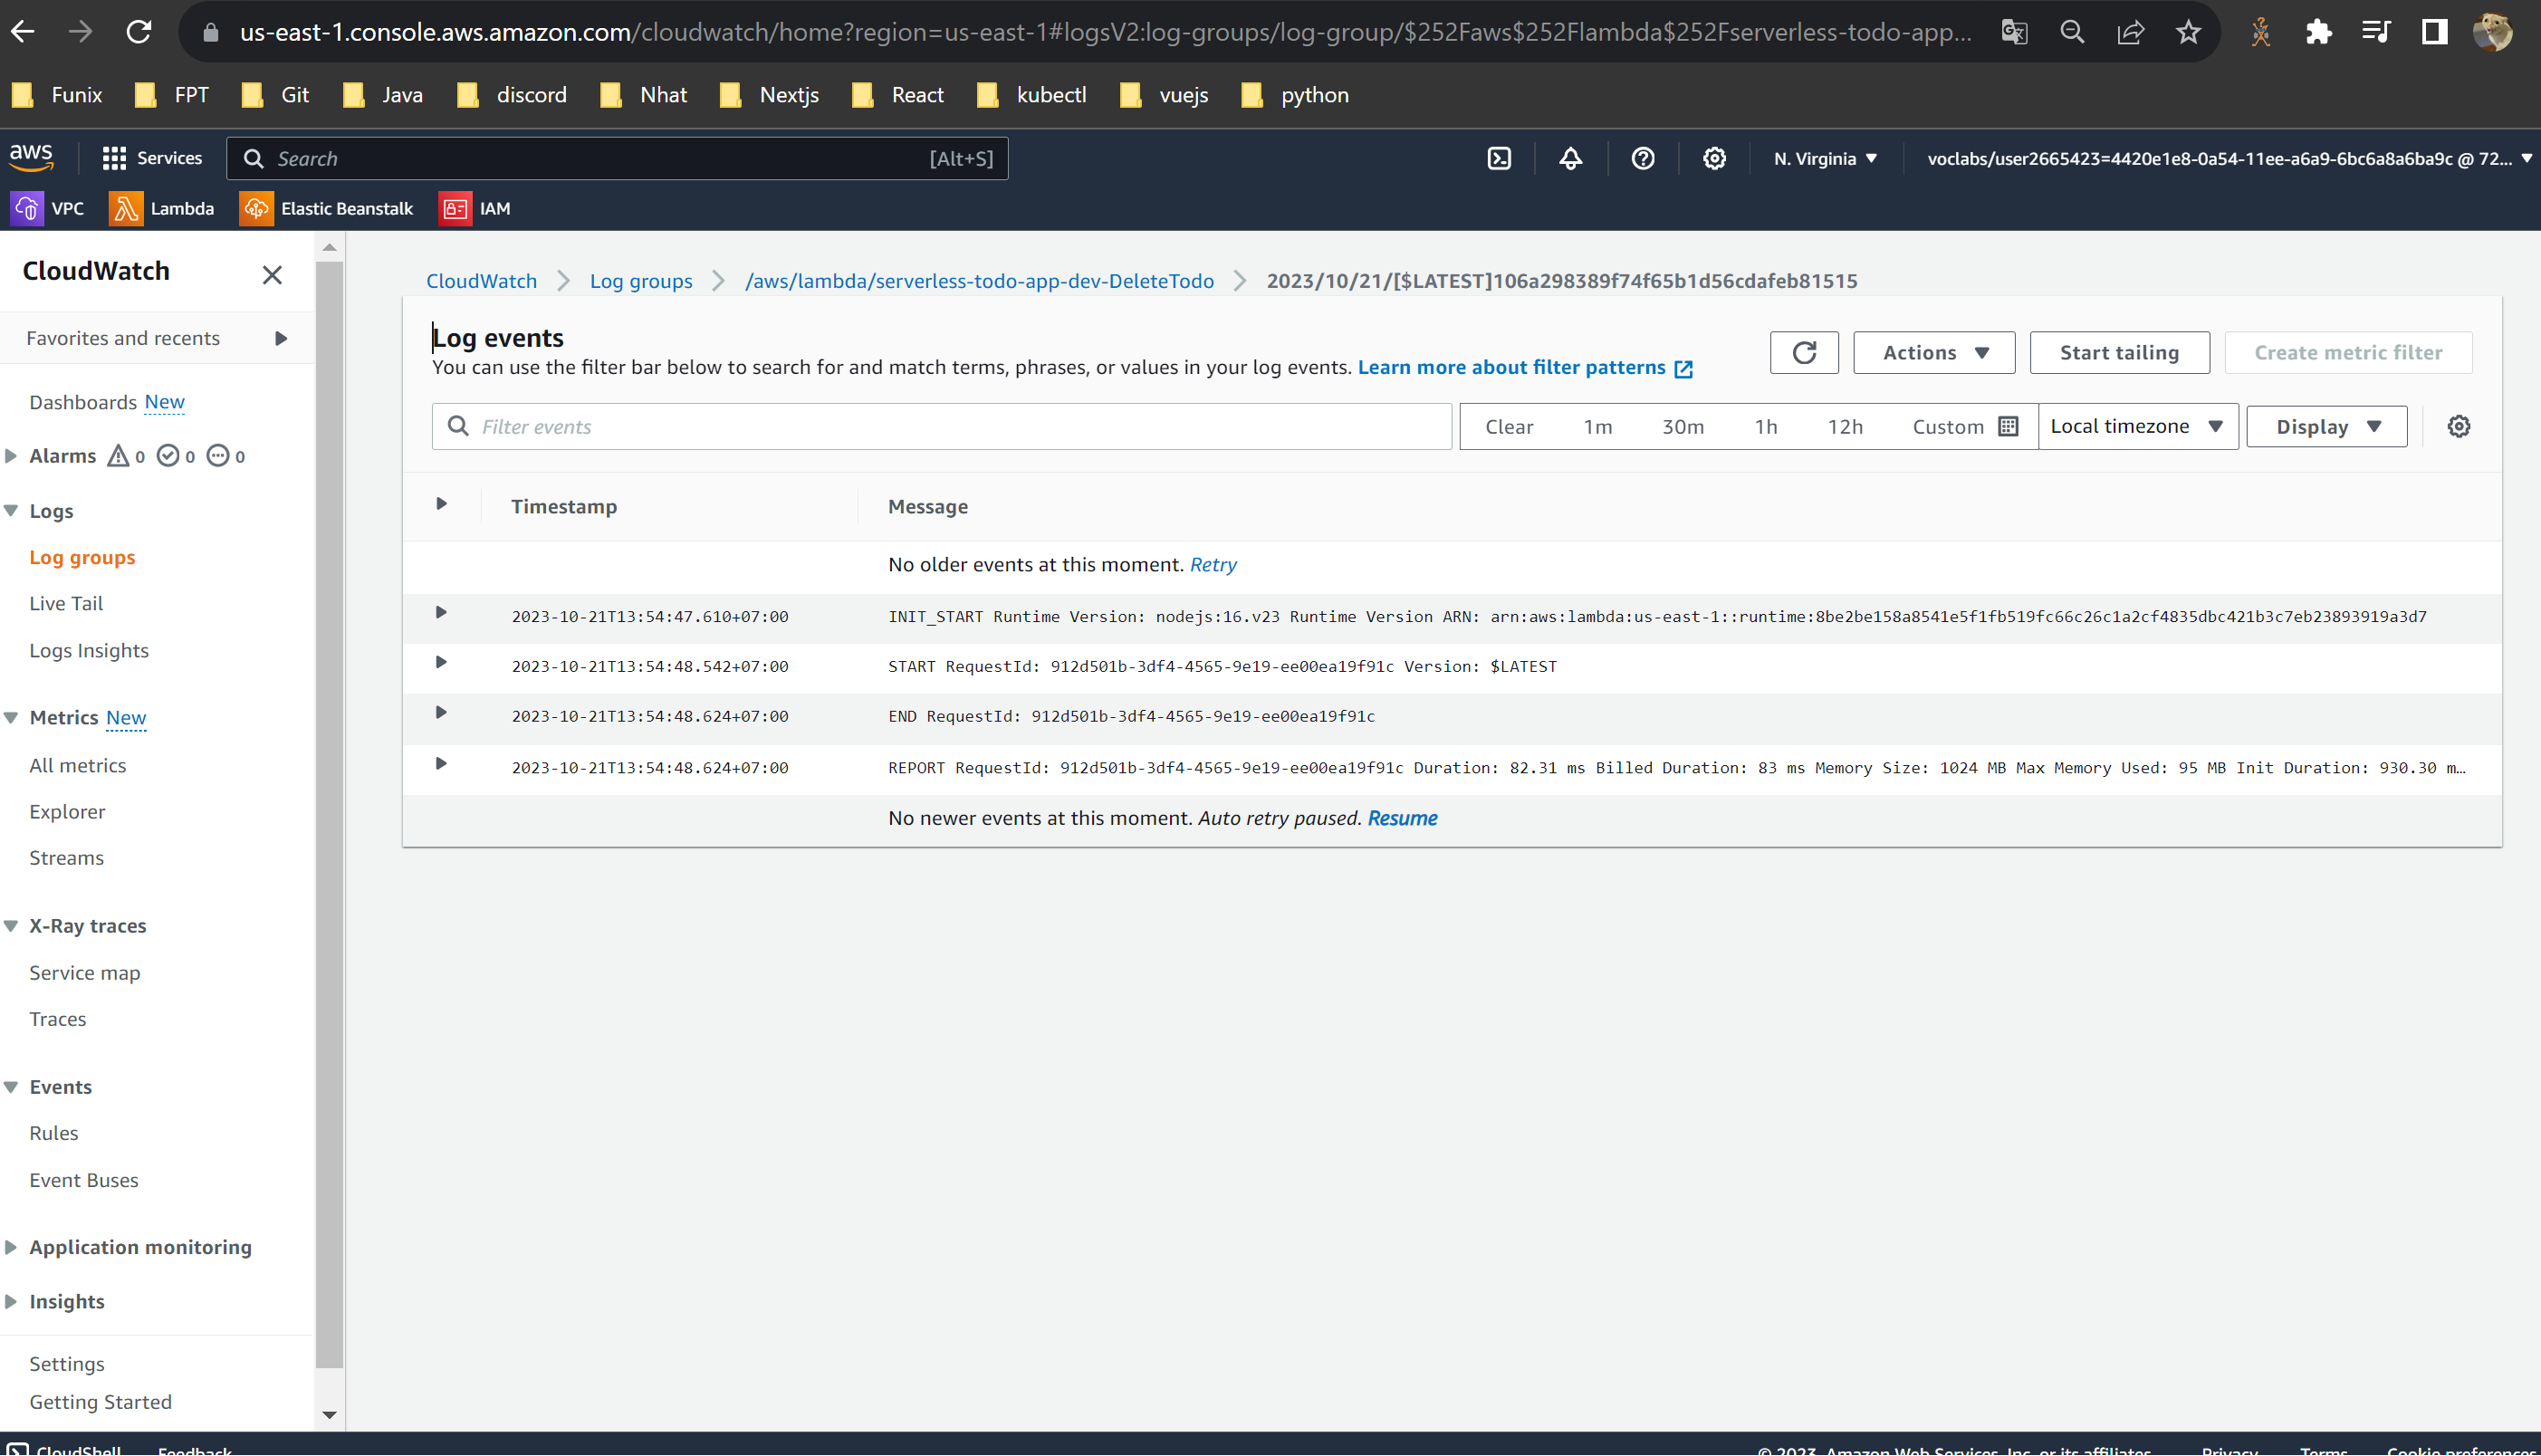 us-east-1.console.aws.amazon.com/cloudwatch/home?region=us-east-1#logsV2:log-groups/log-group/$252Faws$252Flambda$252Fserverless-todo-app...
Funix FPT Git Java discord Nhat Nextjs React kubectl vuejs python
aws Services Search [Alt+S] N. Virginia voclabs/user2665423=4420e1e8-0a54-11ee-a6a9-6bc6a8a6ba9c @ 72...
VPC Lambda Elastic Beanstalk IAM
CloudWatch
Favorites and recents
Dashboards New
Alarms 0 0 0
Logs
Log groups
Live Tail
Logs Insights
Metrics New
All metrics
Explorer
Streams
X-Ray traces
Service map
Traces
Events
Rules
Event Buses
Application monitoring
Insights
Settings
Getting Started
CloudWatch Log groups /aws/lambda/serverless-todo-app-dev-DeleteTodo 2023/10/21/[$LATEST]106a298389f74f65b1d56cdafeb81515
Log events
You can use the filter bar below to search for and match terms, phrases, or values in your log events. Learn more about filter patterns
Actions Start tailing Create metric filter
Filter events Clear 1m 30m 1h 12h Custom Local timezone Display
Timestamp Message
No older events at this moment. Retry
2023-10-21T13:54:47.610+07:00 INIT_START Runtime Version: nodejs:16.v23 Runtime Version ARN: arn:aws:lambda:us-east-1::runtime:8be2be158a8541e5f1fb519fc66c26c1a2cf4835dbc421b3c7eb23893919a3d7
2023-10-21T13:54:48.542+07:00 START RequestId: 912d501b-3df4-4565-9e19-ee00ea19f91c Version: $LATEST
2023-10-21T13:54:48.624+07:00 END RequestId: 912d501b-3df4-4565-9e19-ee00ea19f91c
2023-10-21T13:54:48.624+07:00 REPORT RequestId: 912d501b-3df4-4565-9e19-ee00ea19f91c Duration: 82.31 ms Billed Duration: 83 ms Memory Size: 1024 MB Max Memory Used: 95 MB Init Duration: 930.30 m…
No newer events at this moment. Auto retry paused. Resume
CloudShell Feedback © 2023, Amazon Web Services, Inc. or its affiliates. Privacy Terms Cookie preferences